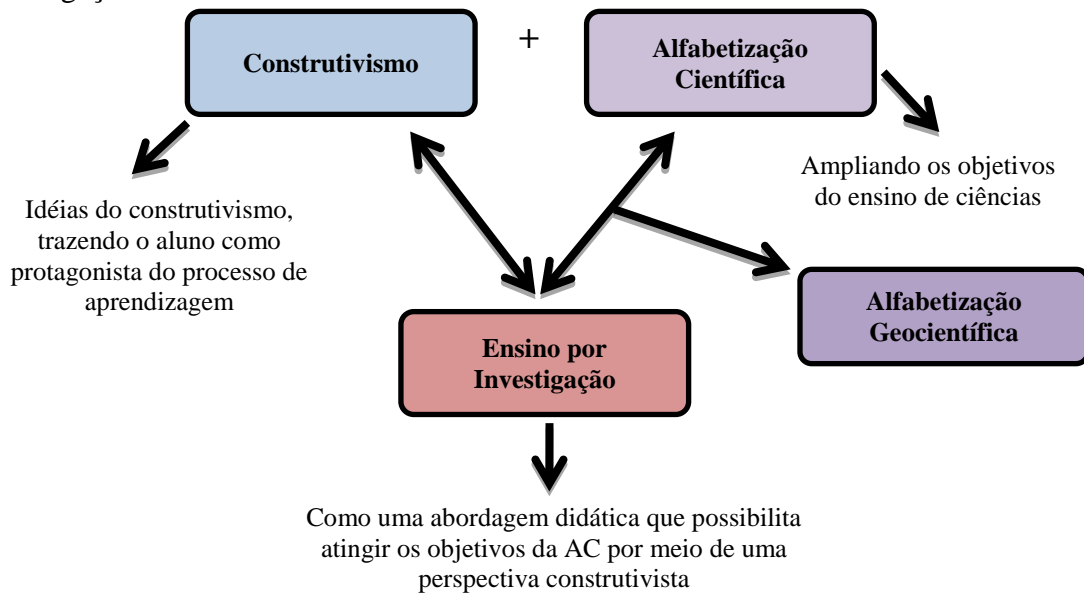 Construtivismo
+
Alfabetização
Científica
Idéias do construtivismo,
trazendo o aluno como
protagonista do processo de
aprendizagem
Ampliando os objetivos
do ensino de ciências
Alfabetização
Geocientífica
Ensino por
Investigação
Como uma abordagem didática que possibilita
atingir os objetivos da AC por meio de uma
perspectiva construtivista